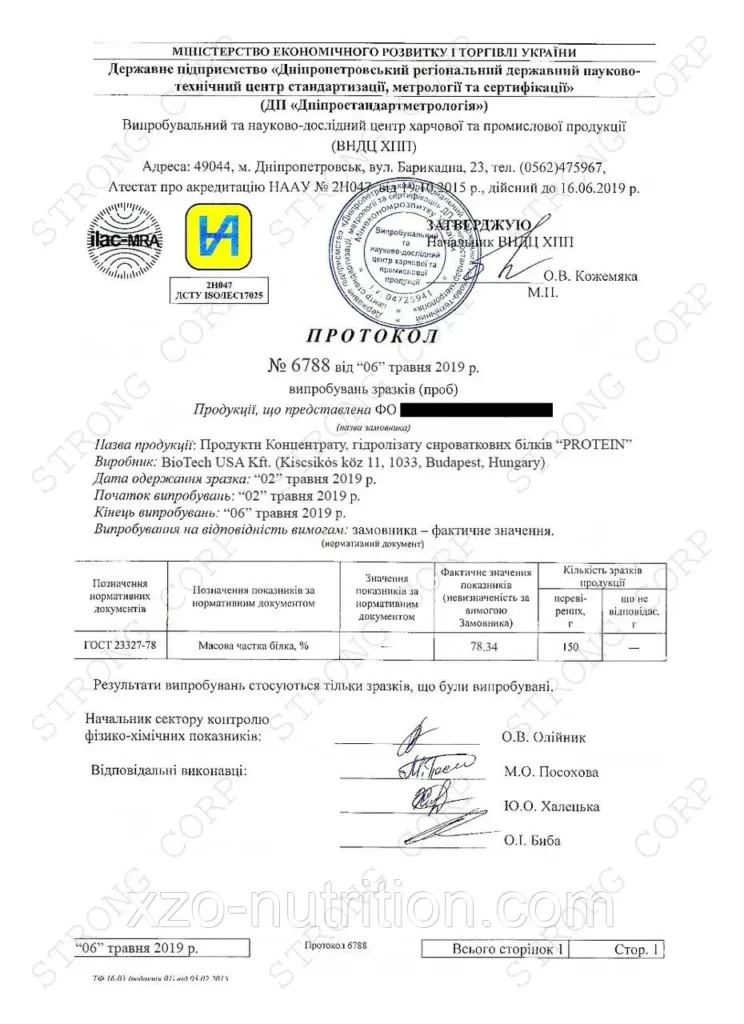 МІНІСТЕРСТВО ЕКОНОМІЧНОГО РОЗВИТКУ І ТОРГІВЛІ УКРАЇНИ
Державне підприємство «Дніпропетровський регіональний державний науково-
технічний центр стандартизації, метрології та сертифікації»
(ДП «Дніпростандартметрологія»)
Випробувальний та науково-дослідний центр харчової та промислової продукції
(ВНДЦ ХПП)
Адреса: 49044, м. Дніпропетровськ, вул. Барикадна, 23, тел. (0562)475967,
Атестат про акредитацію НААУ № 2Н047 від 19.10.2015 р., дійсний до 16.06.2019 р.
ilac-MRA
2Н047
ДСТУ ISO/IEC17025
Випробувальний
та
науково-дослідний
центр харчової та
промислової
продукції
ЗАТВЕРДЖУЮ
Начальник ВНДЦ ХПП
О.В. Кожемяка
М.П.
ПРОТОКОЛ
№ 6788 від “06” травня 2019 р.
випробувань зразків (проб)
Продукції, що представлена ФО
(назва замовника)
Назва продукції: Продукти Концентрату, гідролізату сироваткових білків “PROTEIN”
Виробник: BioTech USA Kft. (Kiscsikós köz 11, 1033, Budapest, Hungary)
Дата одержання зразка: “02” травня 2019 р.
Початок випробувань: “02” травня 2019 р.
Кінець випробувань: “06” травня 2019 р.
Випробування на відповідність вимогам: замовника – фактичне значення.
(нормативний документ)
Позначення нормативних документів
Позначення показників за нормативним документом
Значення показників за нормативним документом
Фактичне значення показників (невизначеність за вимогою Замовника)
Кількість зразків продукції
переві-рених, г
що не відповідає, г
ГОСТ 23327-78 Масова частка білка, % — 78.34 150 —
Результати випробувань стосуються тільки зразків, що були випробувані.
Начальник сектору контролю
фізико-хімічних показників: О.В. Олійник
Відповідальні виконавці: М.О. Посохова
Ю.О. Халецька
О.І. Биба
xzo-nutrition.com
“06” травня 2019 р. Протокол 6788 Всього сторінок 1 Стор. 1
ТФ 16-03 (редакція 01) від 05.02.2015
STRONG CORP